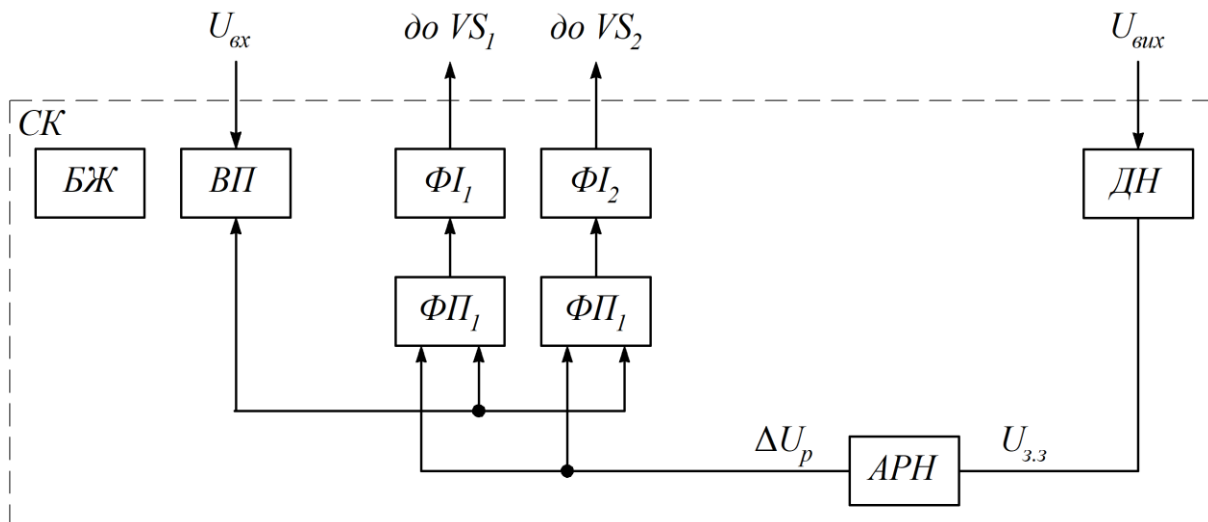 U_вх до VS_1 до VS_2 U_вих
СК
БЖ ВП ФІ_1 ФІ_2 ДН
ФП_1 ФП_1
ΔU_р АРН U_з.з